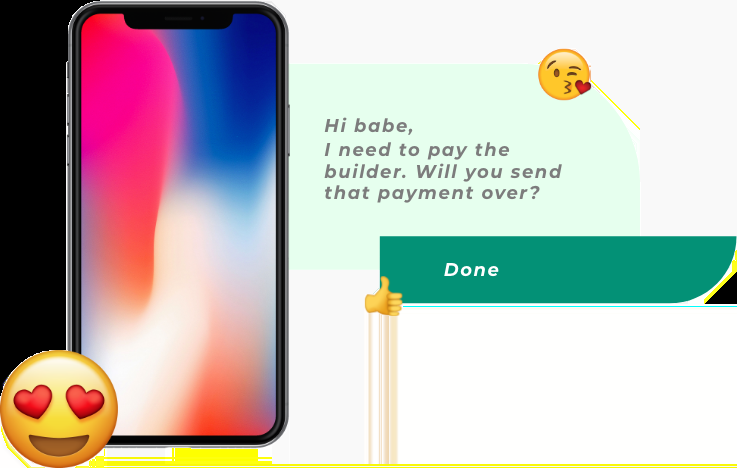 Hi babe,
I need to pay the
builder. Will you send
that payment over?
Done